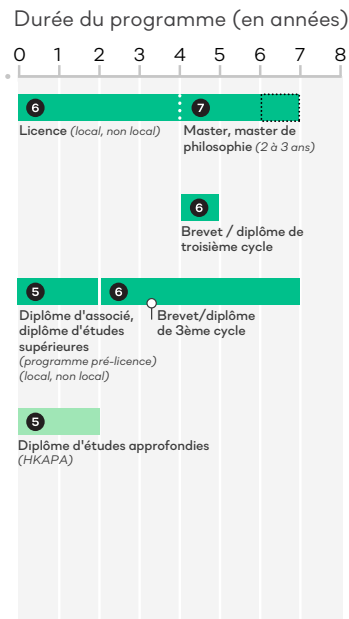 Durée du programme (en années)
0 1 2 3 4 5 6 7 8
6 7
Licence (local, non local)
Master, master de
philosophie (2 à 3 ans)
6
Brevet / diplôme de
troisième cycle
5 6
Diplôme d'associé,
diplôme d'études
supérieures
(programme pré-licence)
(local, non local)
Brevet/diplôme
de 3ème cycle
5
Diplôme d'études approfondies
(HKAPA)